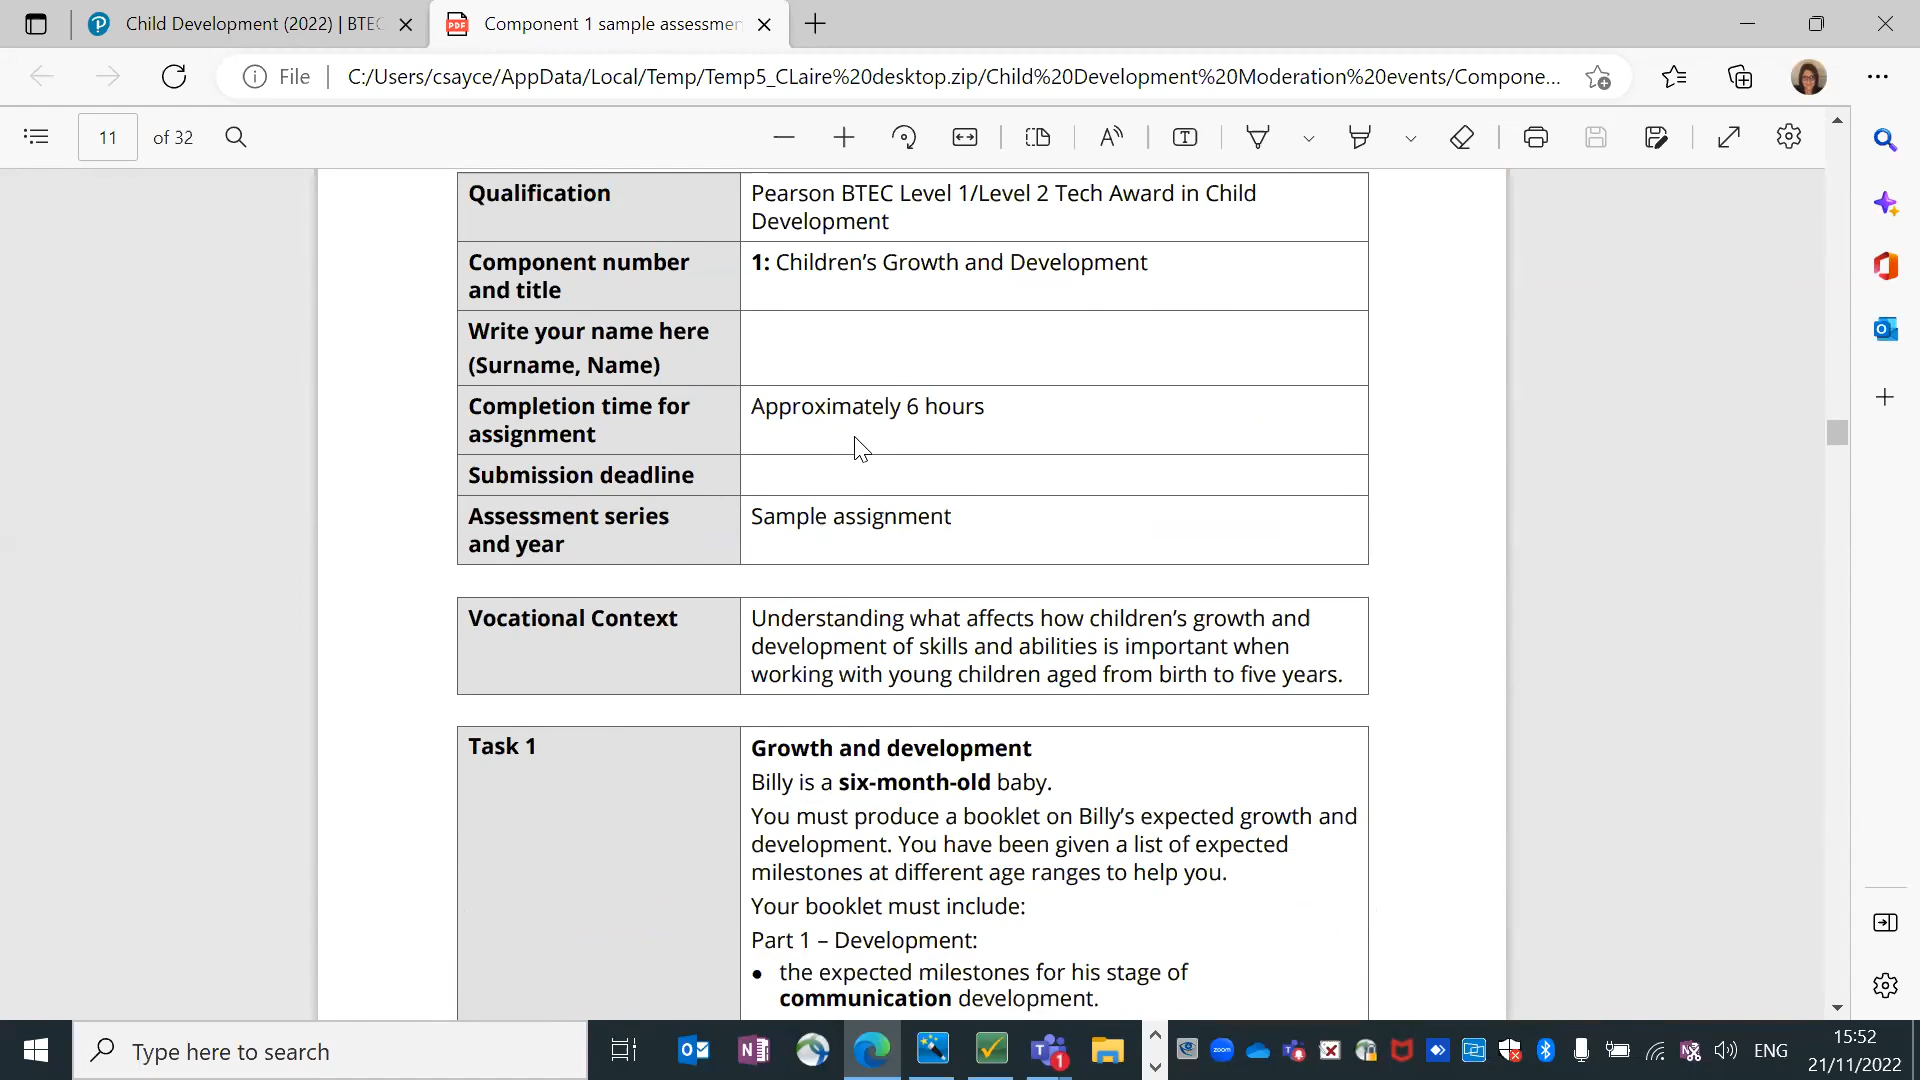 Child Development (2022) | BTEC
Component 1 sample assessmen
File
C:/Users/csayce/AppData/Local/Temp/Temp5_CLaire%20desktop.zip/Child%20Development%20Moderation%20events/Compone...
11 of 32
Qualification
Pearson BTEC Level 1/Level 2 Tech Award in Child
Development
Component number
and title
1: Children's Growth and Development
Write your name here
(Surname, Name)
Completion time for
assignment
Approximately 6 hours
Submission deadline
Assessment series
and year
Sample assignment
Vocational Context
Understanding what affects how children's growth and
development of skills and abilities is important when
working with young children aged from birth to five years.
Task 1
Growth and development
Billy is a six-month-old baby.
You must produce a booklet on Billy's expected growth and
development. You have been given a list of expected
milestones at different age ranges to help you.
Your booklet must include:
Part 1 – Development:
• the expected milestones for his stage of
communication development.
Type here to search
ENG
15:52
21/11/2022